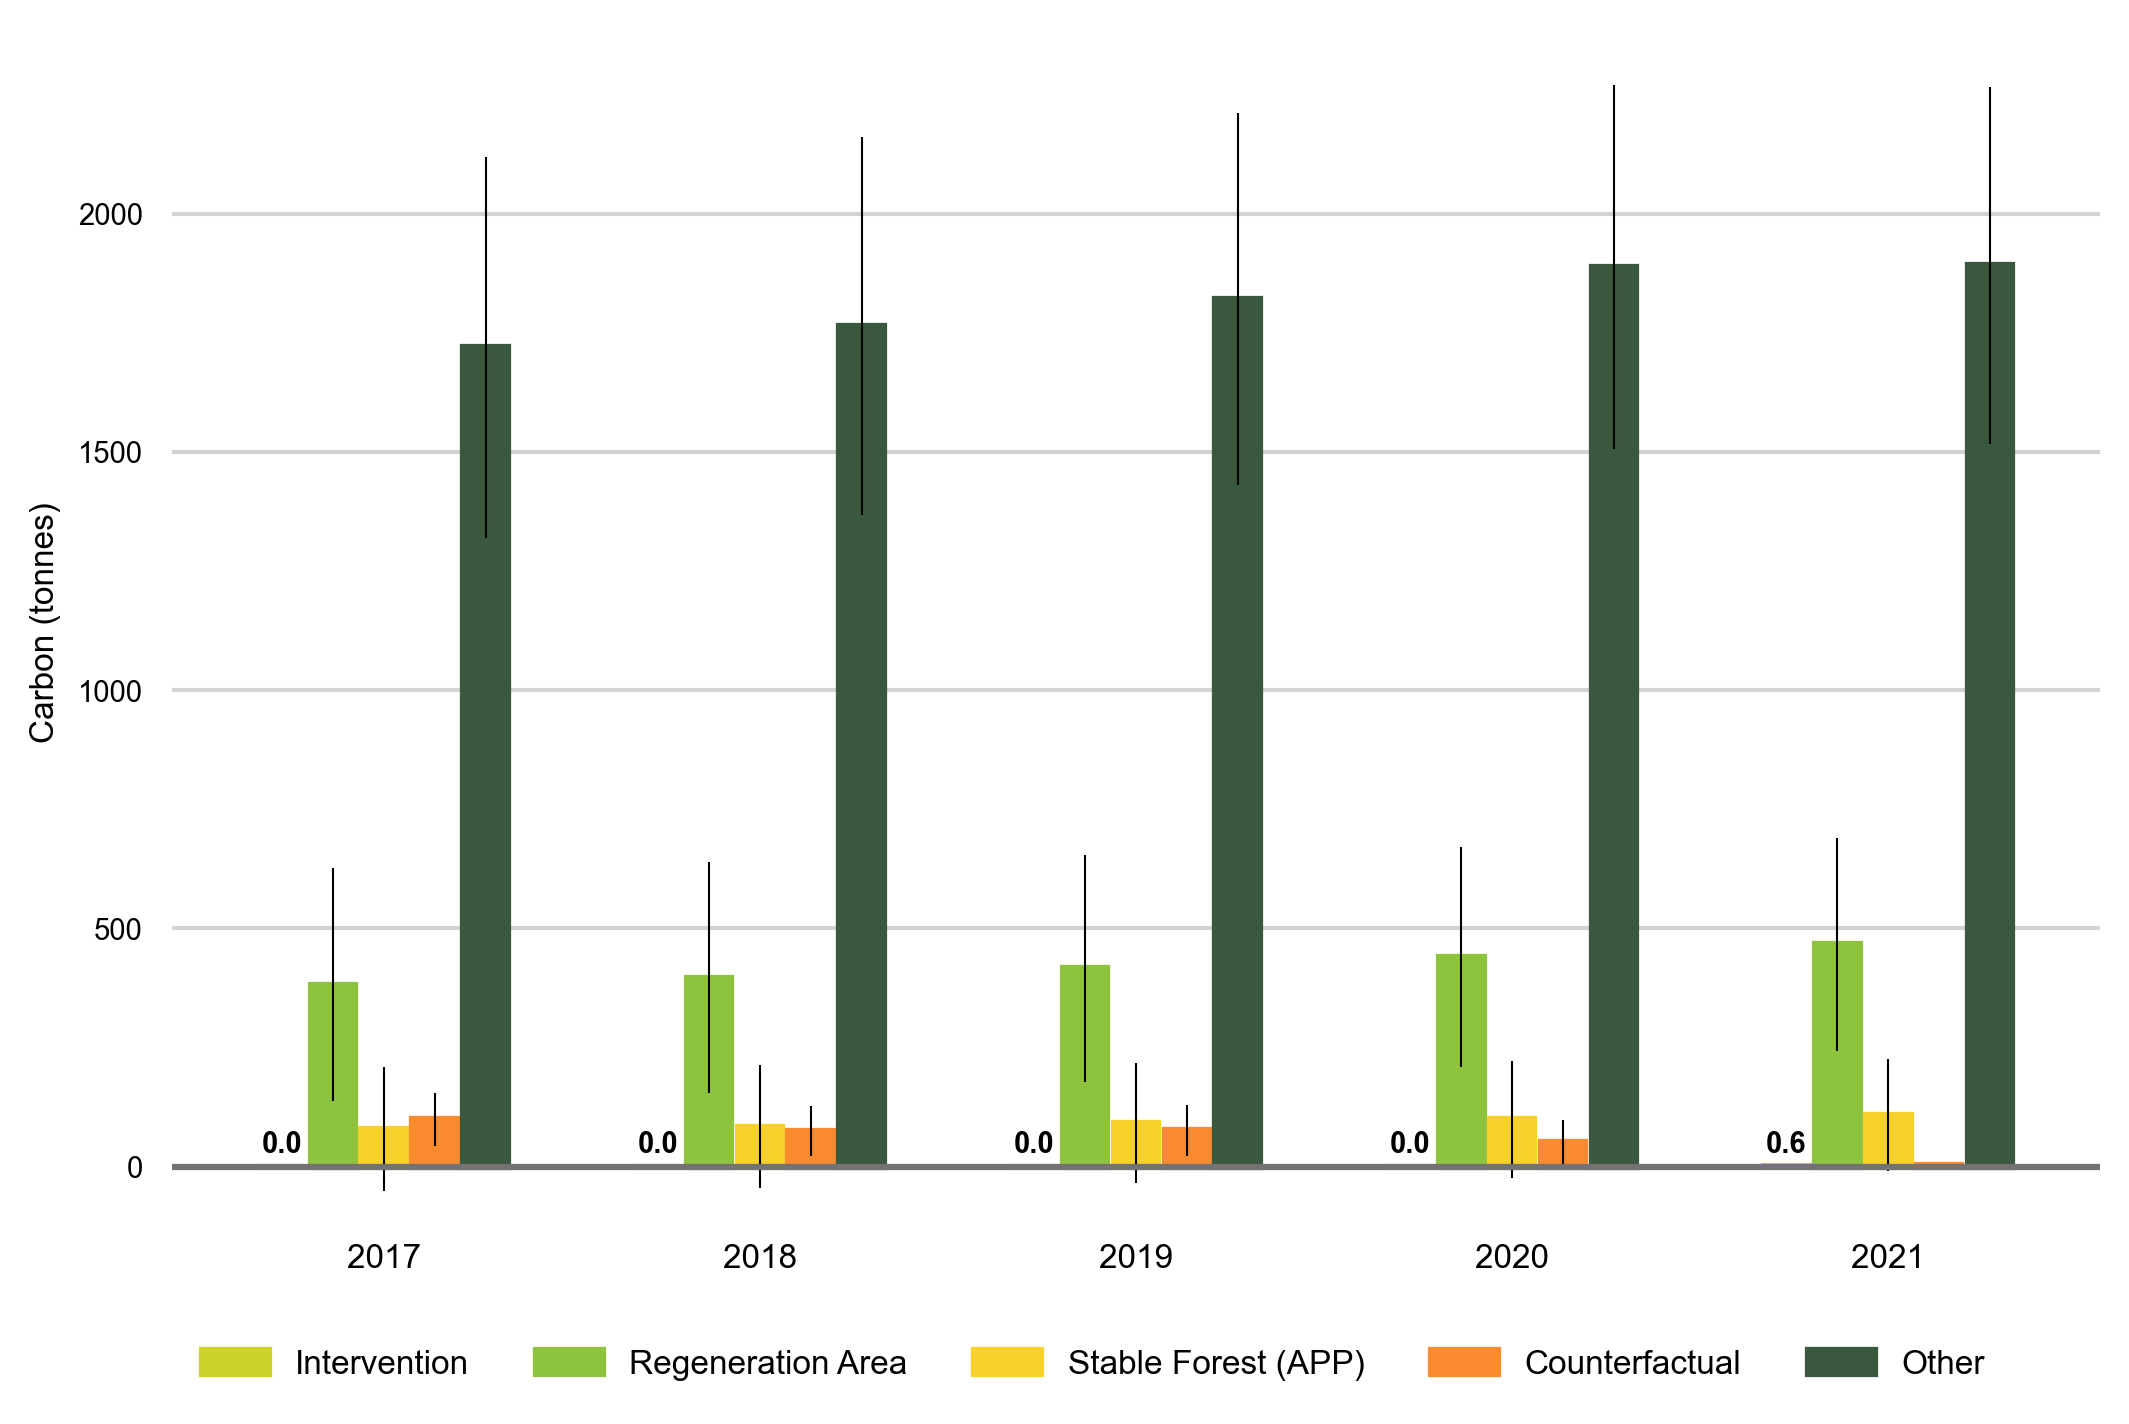 Carbon (tonnes)
2000
1500
1000
500
0
0.0
0.0
0.0
0.0
0.6
2017
2018
2019
2020
2021
Intervention
Regeneration Area
Stable Forest (APP)
Counterfactual
Other